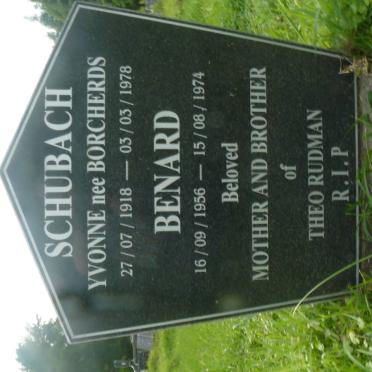 SCHUBACH
YVONNE nee BORCHERDS
27 / 07 / 1918 — 03 / 03 / 1978
BENARD
16 / 09 / 1956 — 15 / 08 / 1974
Beloved
MOTHER AND BROTHER
of
THEO RUDMAN
R. I. P